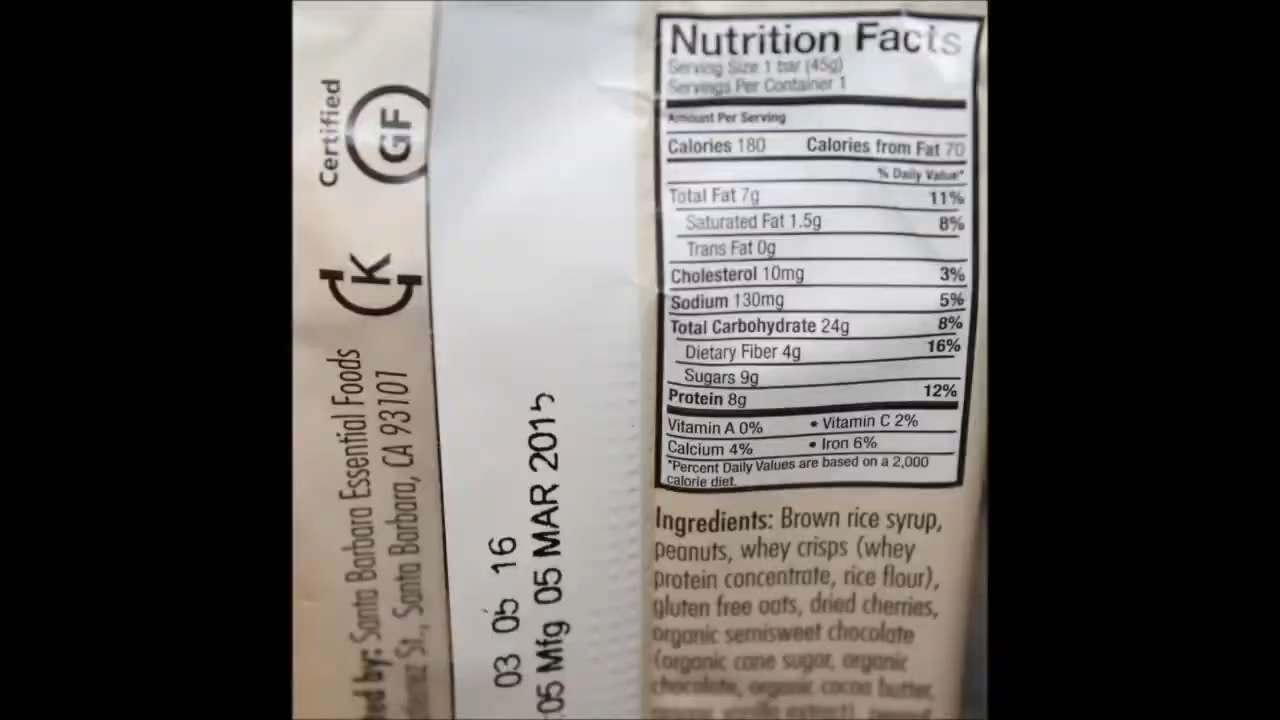 Certified
GF
K
ed by: Santa Barbara Essential Foods
St., Santa Barbara, CA 93101
03 05 16
05 Mfg 05 MAR 2015
Nutrition Facts
Serving Size 1 bar (45g)
Servings Per Container 1
Amount Per Serving
Calories 180 Calories from Fat 70
% Daily Value*
Total Fat 7g 11%
Saturated Fat 1.5g 8%
Trans Fat 0g
Cholesterol 10mg 3%
Sodium 130mg 5%
Total Carbohydrate 24g 8%
Dietary Fiber 4g 16%
Sugars 9g
Protein 8g 12%
Vitamin A 0% • Vitamin C 2%
Calcium 4% • Iron 6%
*Percent Daily Values are based on a 2,000
calorie diet.
Ingredients: Brown rice syrup,
peanuts, whey crisps (whey
protein concentrate, rice flour),
gluten free oats, dried cherries,
organic semisweet chocolate
(organic cane sugar, organic
chocolate, organic cocoa butter,